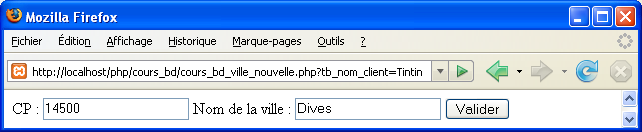 Mozilla Firefox
Fichier Édition Affichage Historique Marque-pages Outils ?
http://localhost/php/cours_bd/cours_bd_ville_nouvelle.php?tb_nom_client=Tintin
CP : 14500 Nom de la ville : Dives Valider